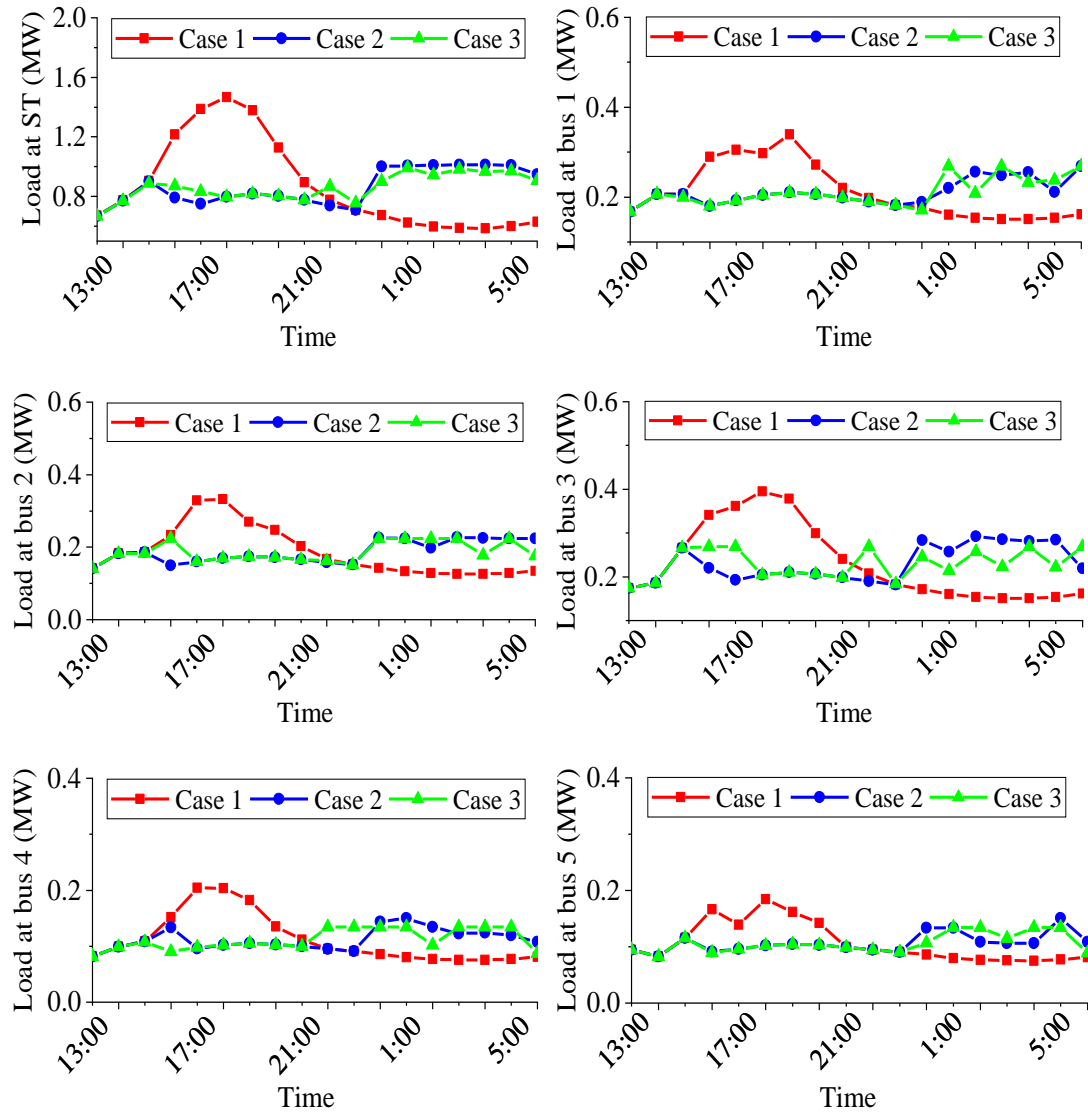 Load at ST (MW)
2.0
1.6
1.2
0.8
Case 1 Case 2 Case 3
13:00 17:00 21:00 1:00 5:00
Time
Load at bus 1 (MW)
0.6
0.4
0.2
Case 1 Case 2 Case 3
13:00 17:00 21:00 1:00 5:00
Time
Load at bus 2 (MW)
0.6
0.4
0.2
0.0
Case 1 Case 2 Case 3
13:00 17:00 21:00 1:00 5:00
Time
Load at bus 3 (MW)
0.6
0.4
0.2
Case 1 Case 2 Case 3
13:00 17:00 21:00 1:00 5:00
Time
Load at bus 4 (MW)
0.4
0.2
0.0
Case 1 Case 2 Case 3
13:00 17:00 21:00 1:00 5:00
Time
Load at bus 5 (MW)
0.4
0.2
0.0
Case 1 Case 2 Case 3
13:00 17:00 21:00 1:00 5:00
Time